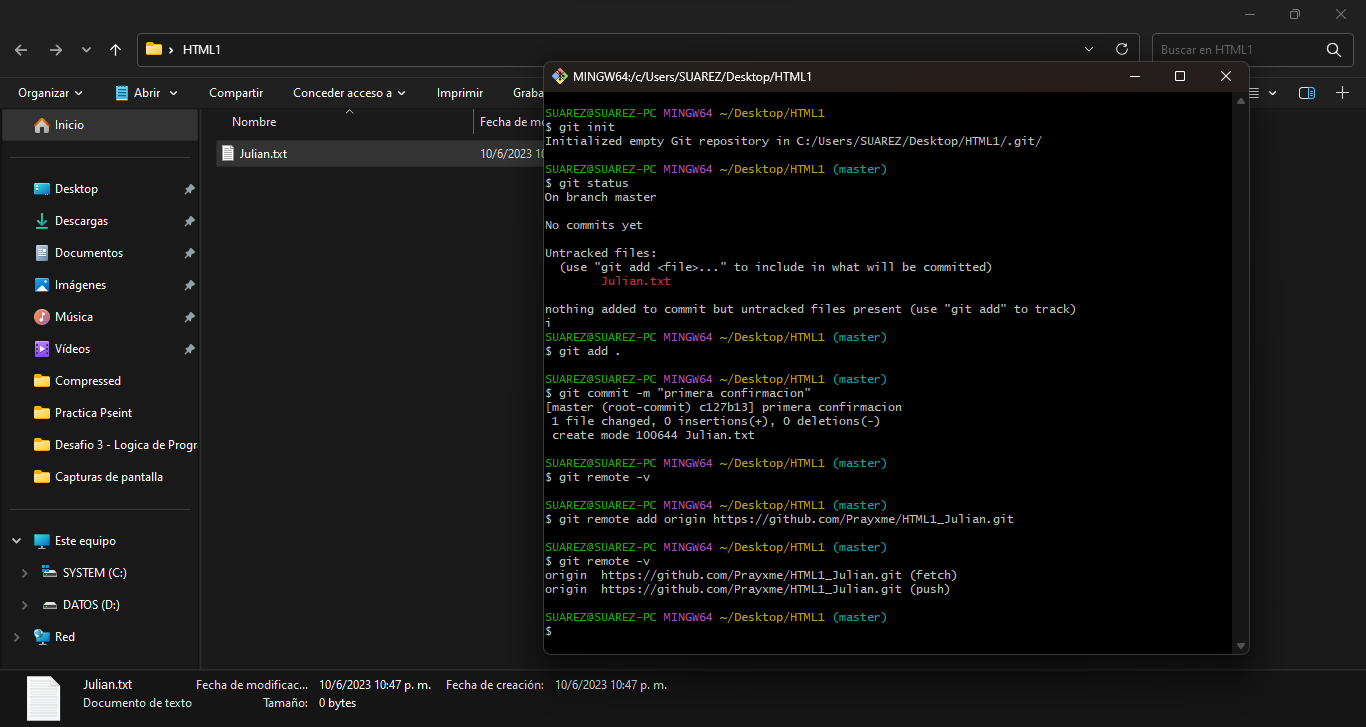 HTML1
Buscar en HTML1
Organizar
Abrir
Compartir
Conceder acceso a
Imprimir
Graba
Inicio
Desktop
Descargas
Documentos
Imágenes
Música
Vídeos
Compressed
Practica Pseint
Desafio 3 - Logica de Progr
Capturas de pantalla
Este equipo
SYSTEM (C:)
DATOS (D:)
Red
Nombre
Fecha de mo
Julian.txt
10/6/2023 10
MINGW64:/c/Users/SUAREZ/Desktop/HTML1
SUAREZ@SUAREZ-PC MINGW64 ~/Desktop/HTML1
$ git init
Initialized empty Git repository in C:/Users/SUAREZ/Desktop/HTML1/.git/
SUAREZ@SUAREZ-PC MINGW64 ~/Desktop/HTML1 (master)
$ git status
On branch master
No commits yet
Untracked files:
(use "git add <file>..." to include in what will be committed)
Julian.txt
nothing added to commit but untracked files present (use "git add" to track)
i
SUAREZ@SUAREZ-PC MINGW64 ~/Desktop/HTML1 (master)
$ git add .
SUAREZ@SUAREZ-PC MINGW64 ~/Desktop/HTML1 (master)
$ git commit -m "primera confirmacion"
[master (root-commit) c127b13] primera confirmacion
1 file changed, 0 insertions(+), 0 deletions(-)
create mode 100644 Julian.txt
SUAREZ@SUAREZ-PC MINGW64 ~/Desktop/HTML1 (master)
$ git remote -v
SUAREZ@SUAREZ-PC MINGW64 ~/Desktop/HTML1 (master)
$ git remote add origin https://github.com/Prayxme/HTML1_Julian.git
SUAREZ@SUAREZ-PC MINGW64 ~/Desktop/HTML1 (master)
$ git remote -v
origin https://github.com/Prayxme/HTML1_Julian.git (fetch)
origin https://github.com/Prayxme/HTML1_Julian.git (push)
SUAREZ@SUAREZ-PC MINGW64 ~/Desktop/HTML1 (master)
$
Julian.txt Fecha de modificac... 10/6/2023 10:47 p. m. Fecha de creación: 10/6/2023 10:47 p. m.
Documento de texto Tamaño: 0 bytes